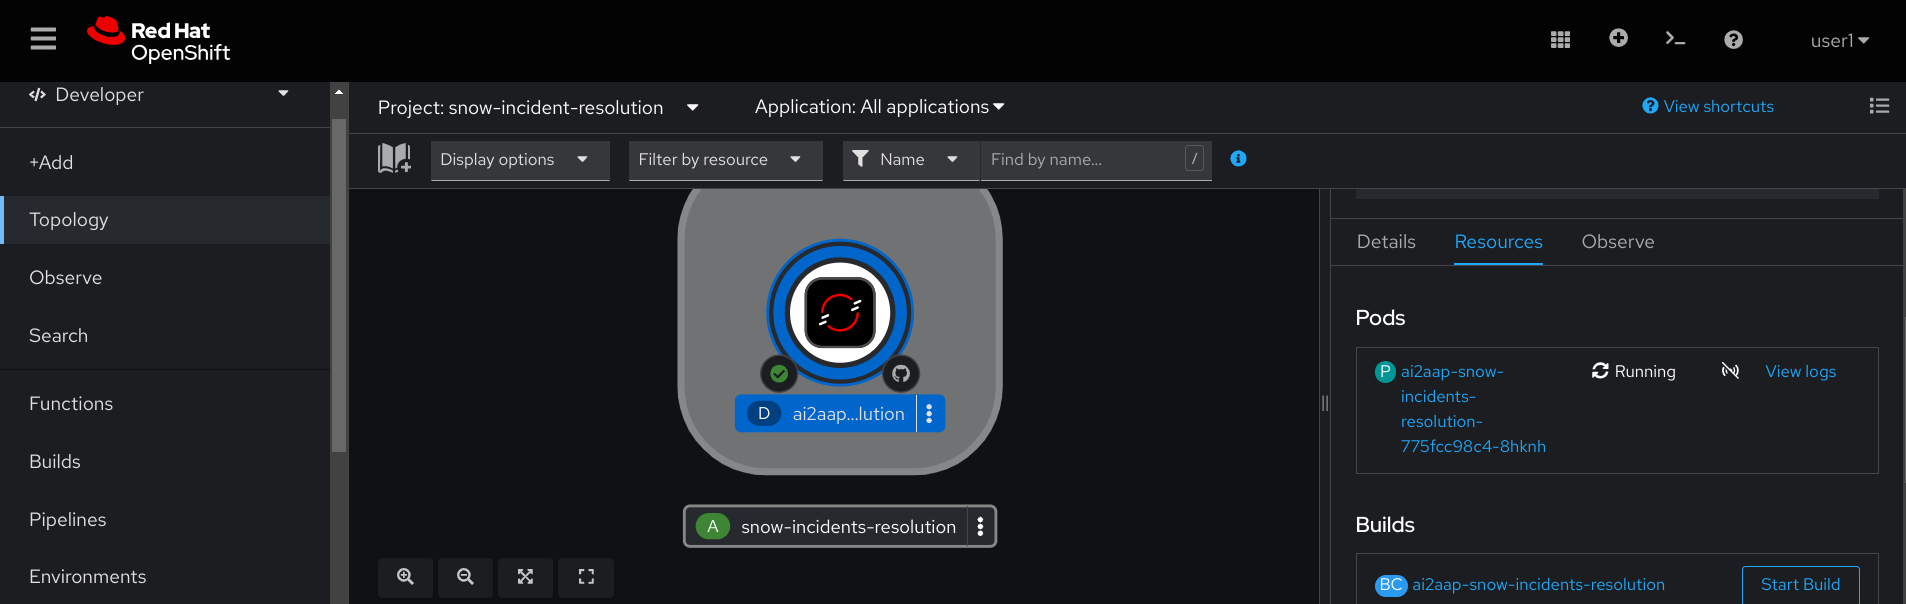 Red Hat
OpenShift
user1
Developer
+Add
Topology
Observe
Search
Functions
Builds
Pipelines
Environments
Project: snow-incident-resolution
Application: All applications
View shortcuts
Display options
Filter by resource
Name
Find by name...
/
D ai2aap...lution
A snow-incidents-resolution
Details Resources Observe
Pods
P ai2aap-snow-
incidents-
resolution-
775fcc98c4-8hknh
Running
View logs
Builds
BC ai2aap-snow-incidents-resolution
Start Build